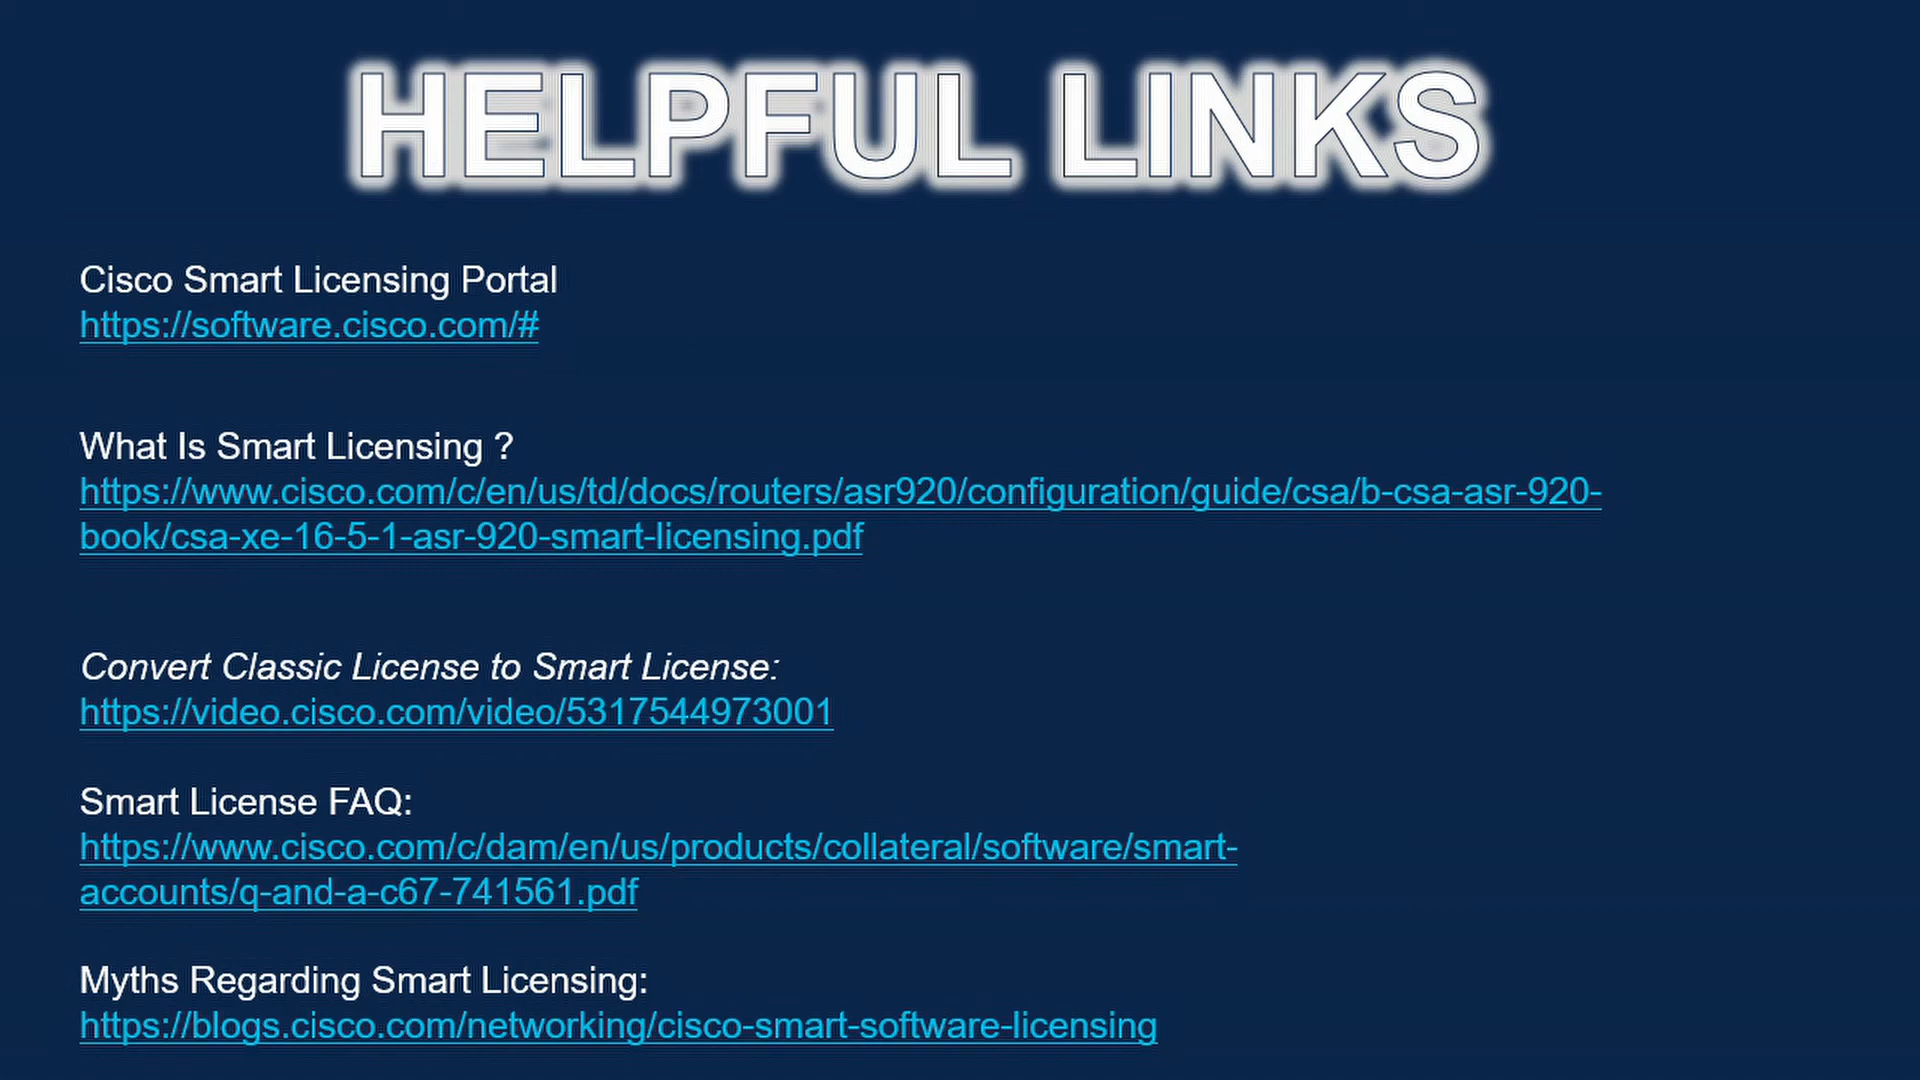 HELPFUL LINKS
Cisco Smart Licensing Portal
https://software.cisco.com/#
What Is Smart Licensing ?
https://www.cisco.com/c/en/us/td/docs/routers/asr920/configuration/guide/csa/b-csa-asr-920-
book/csa-xe-16-5-1-asr-920-smart-licensing.pdf
Convert Classic License to Smart License:
https://video.cisco.com/video/5317544973001
Smart License FAQ:
https://www.cisco.com/c/dam/en/us/products/collateral/software/smart-
accounts/q-and-a-c67-741561.pdf
Myths Regarding Smart Licensing:
https://blogs.cisco.com/networking/cisco-smart-software-licensing